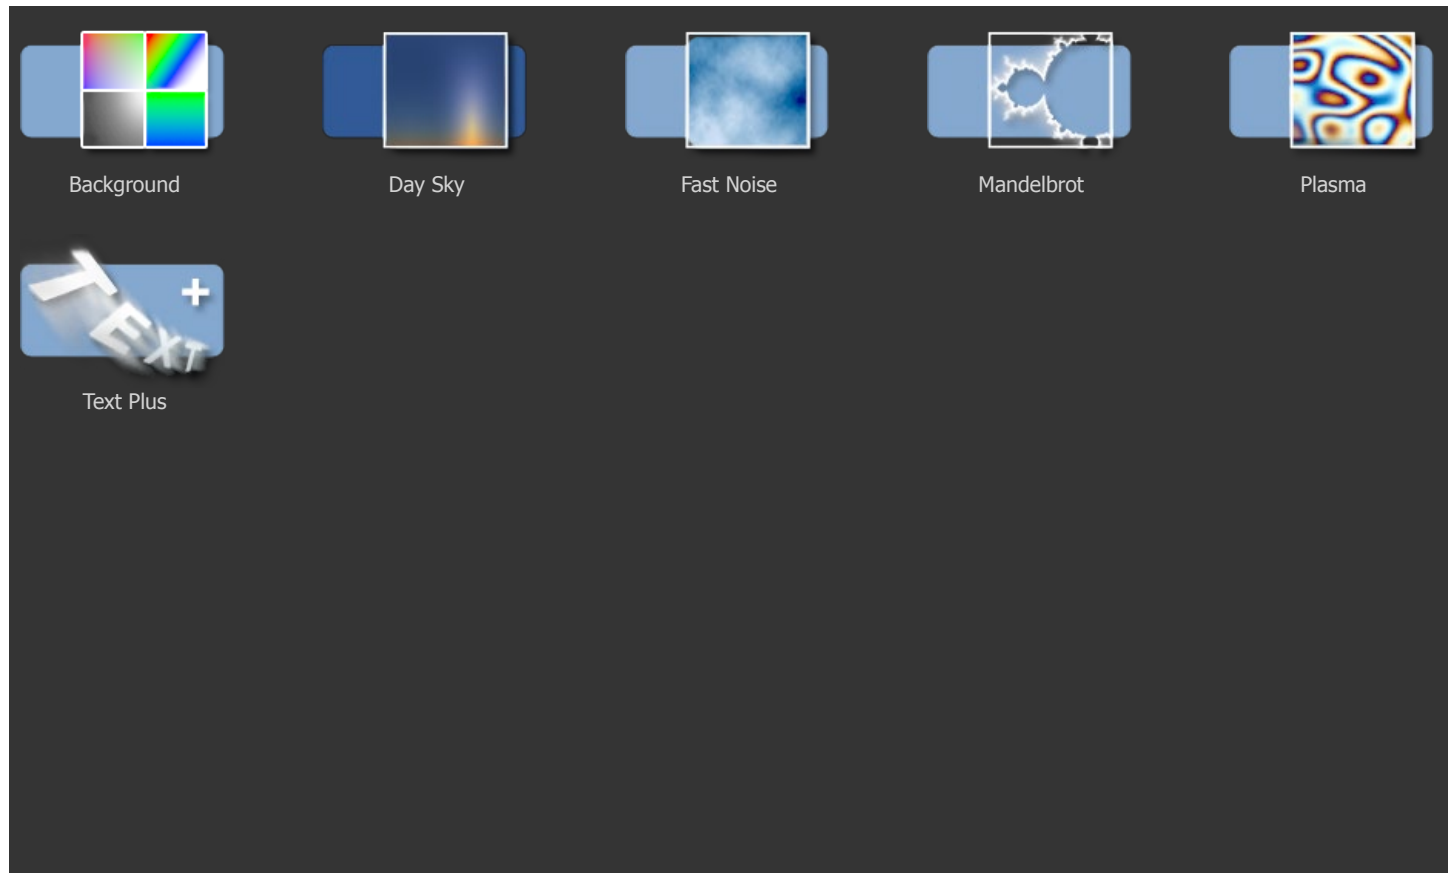 Background
Day Sky
Fast Noise
Mandelbrot
Plasma
TEXT +
Text Plus